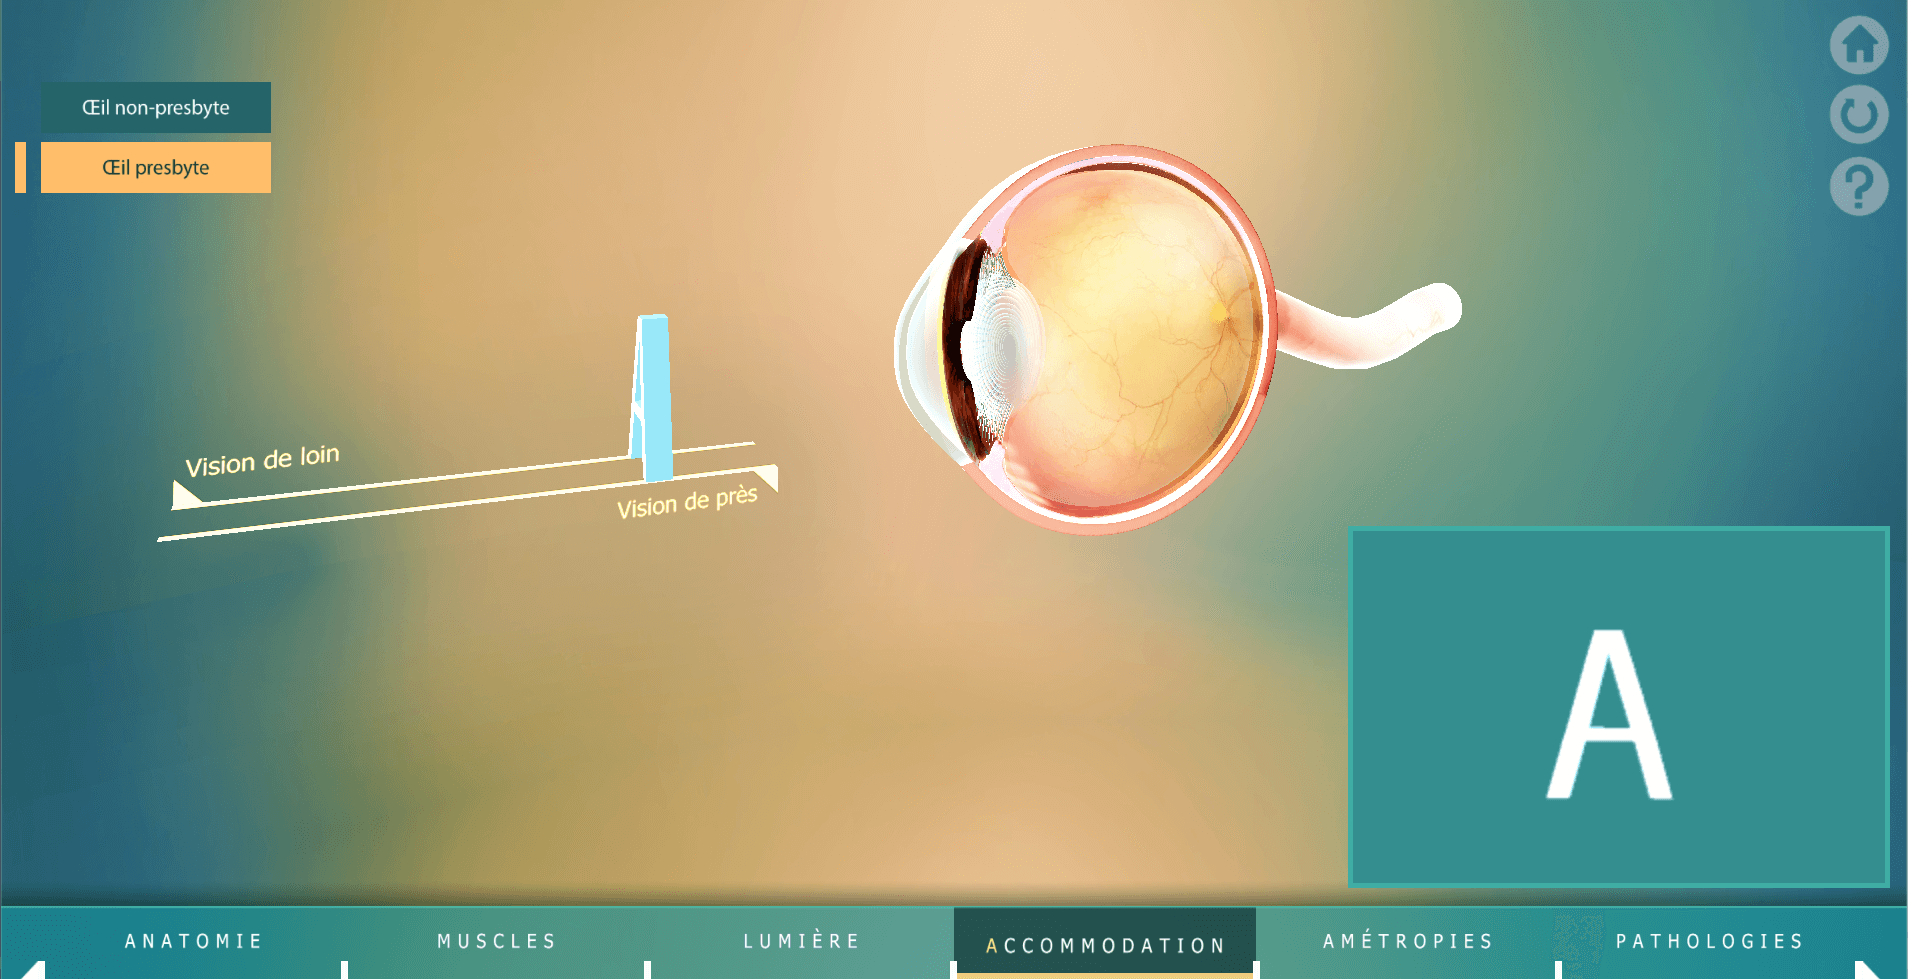 Œil non-presbyte
Œil presbyte
Vision de loin
Vision de près
A
ANATOMIE
MUSCLES
LUMIÈRE
ACCOMMODATION
AMÉTROPIES
PATHOLOGIES